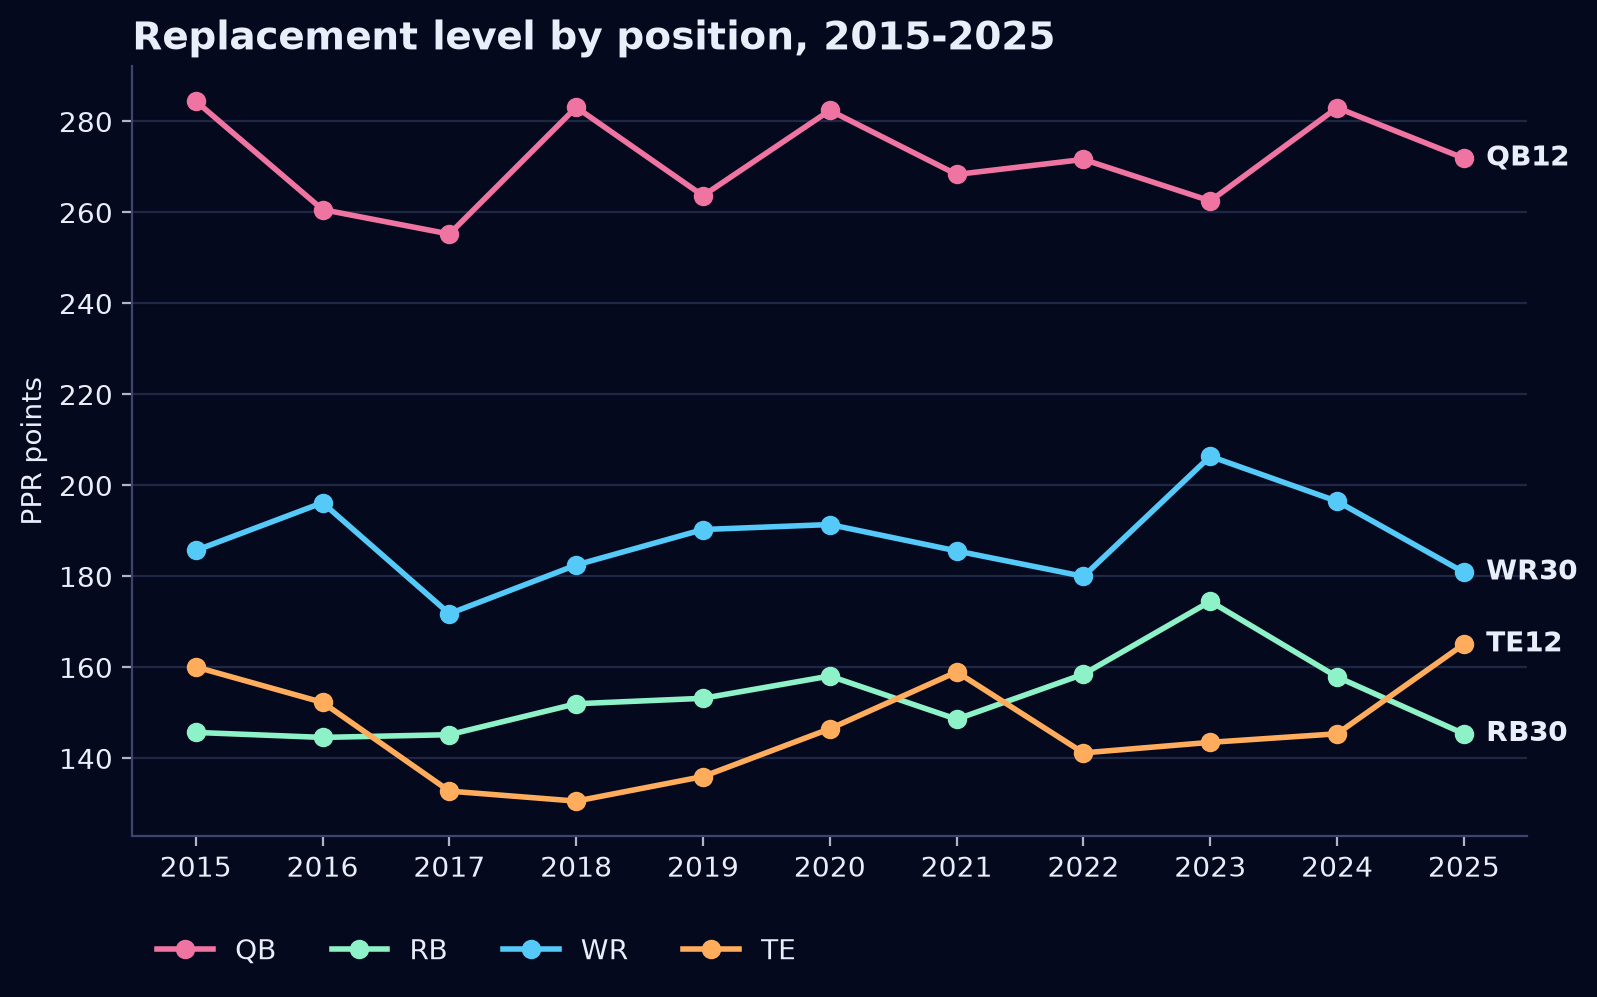 Replacement level by position, 2015-2025
PPR points
280
260
240
220
200
180
160
140
QB12
WR30
TE12
RB30
2015 2016 2017 2018 2019 2020 2021 2022 2023 2024 2025
QB RB WR TE